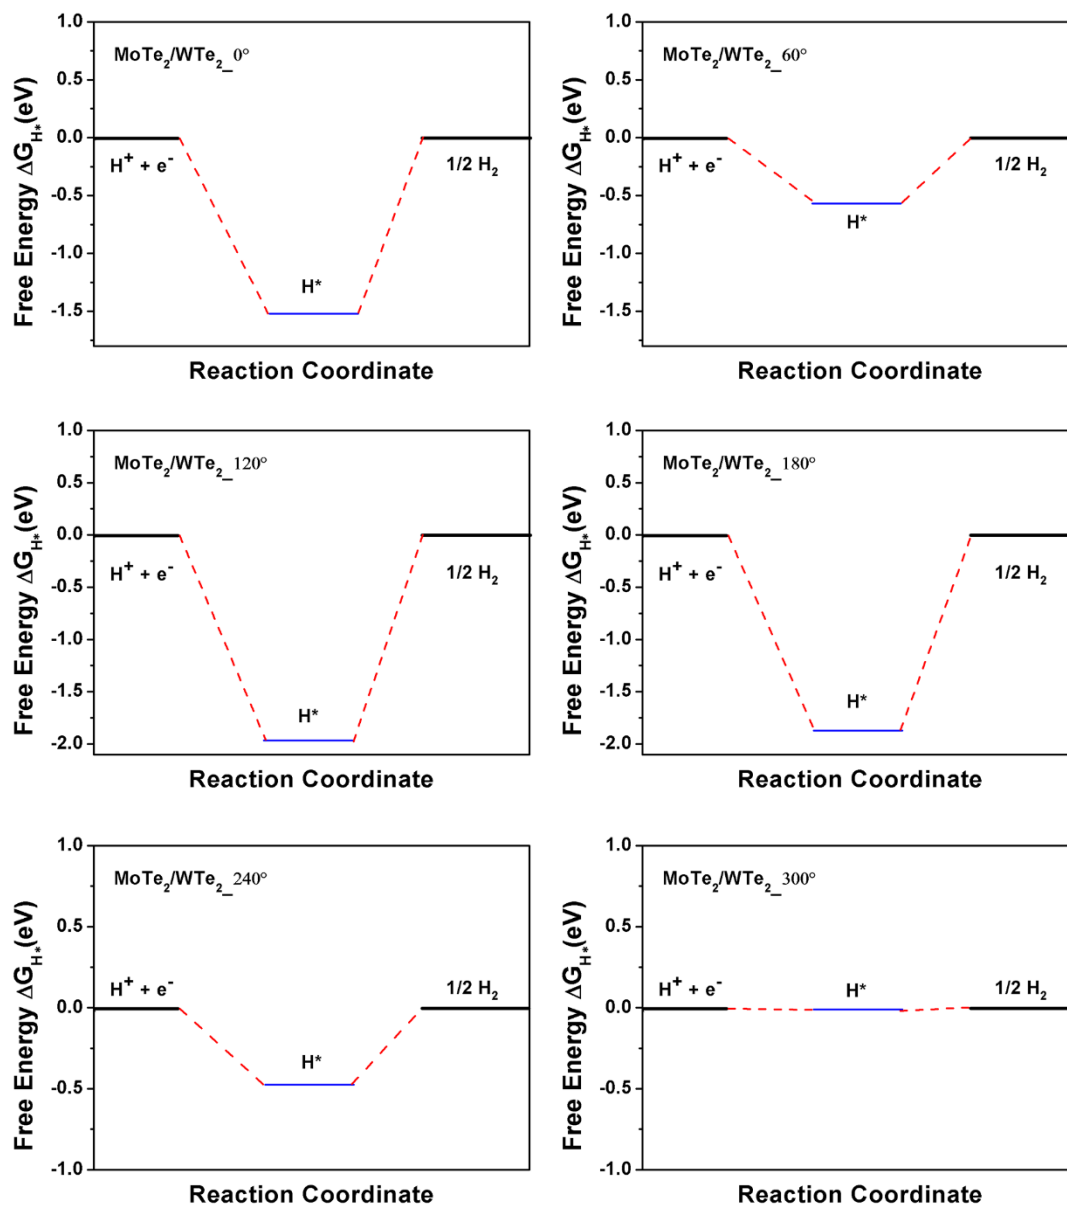 MoTe2/WTe2_0°
Free Energy ΔGH*(eV)
1.0
0.5
0.0
-0.5
-1.0
-1.5
H+ + e-
H*
1/2 H2
Reaction Coordinate
MoTe2/WTe2_60°
Free Energy ΔGH*(eV)
1.0
0.5
0.0
-0.5
-1.0
-1.5
H+ + e-
H*
1/2 H2
Reaction Coordinate
MoTe2/WTe2_120°
Free Energy ΔGH*(eV)
1.0
0.5
0.0
-0.5
-1.0
-1.5
-2.0
H+ + e-
H*
1/2 H2
Reaction Coordinate
MoTe2/WTe2_180°
Free Energy ΔGH*(eV)
1.0
0.5
0.0
-0.5
-1.0
-1.5
-2.0
H+ + e-
H*
1/2 H2
Reaction Coordinate
MoTe2/WTe2_240°
Free Energy ΔGH*(eV)
1.0
0.5
0.0
-0.5
-1.0
H+ + e-
H*
1/2 H2
Reaction Coordinate
MoTe2/WTe2_300°
Free Energy ΔGH*(eV)
1.0
0.5
0.0
-0.5
-1.0
H+ + e-
H*
1/2 H2
Reaction Coordinate